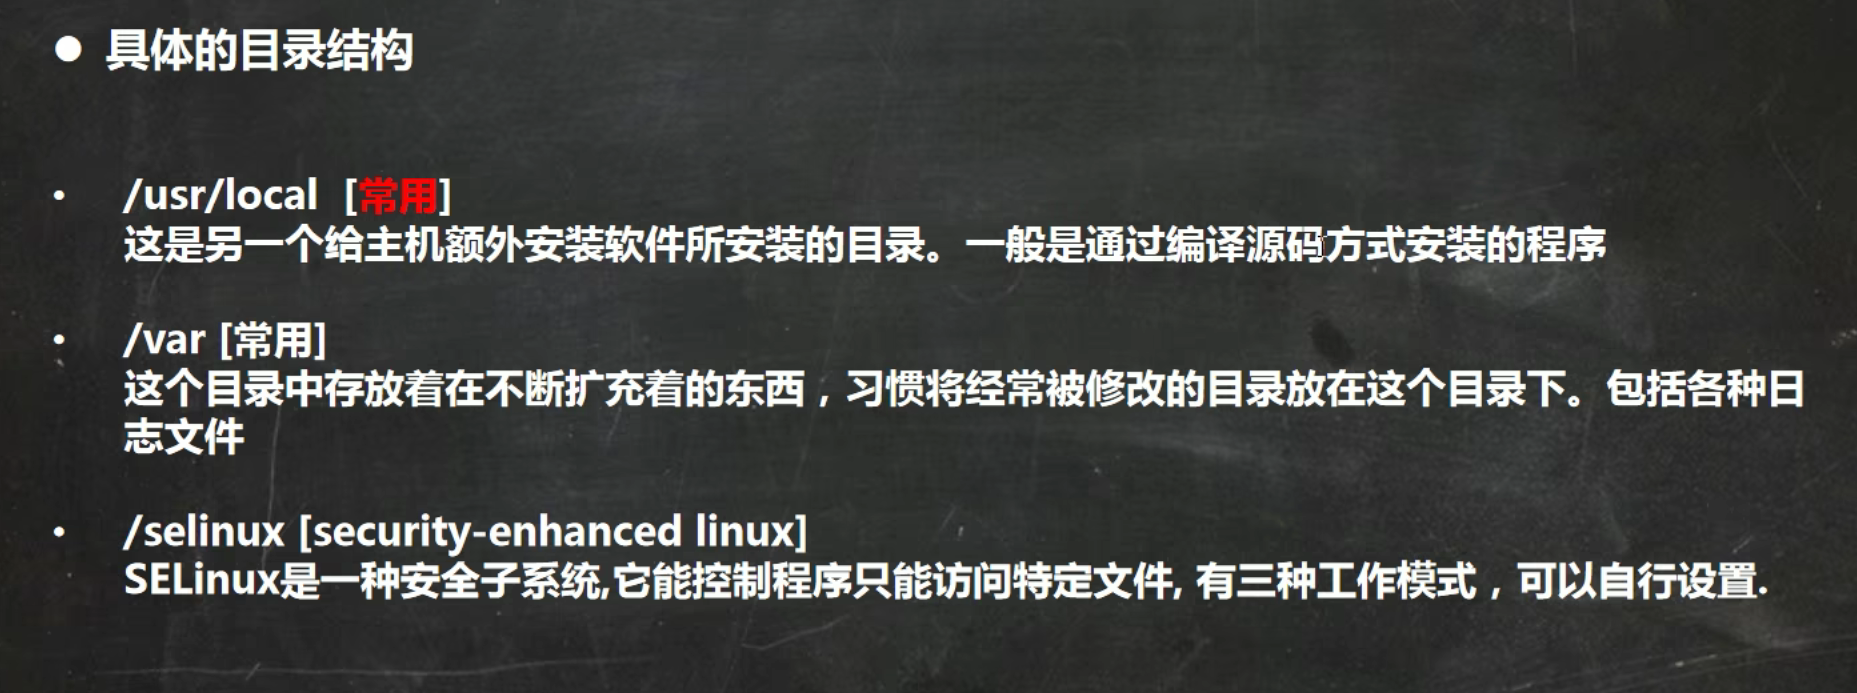 ● 具体的目录结构
• /usr/local [常用]
这是另一个给主机额外安装软件所安装的目录。一般是通过编译源码方式安装的程序
• /var [常用]
这个目录中存放着在不断扩充着的东西，习惯将经常被修改的目录放在这个目录下。包括各种日
志文件
• /selinux [security-enhanced linux]
SELinux是一种安全子系统,它能控制程序只能访问特定文件, 有三种工作模式，可以自行设置.